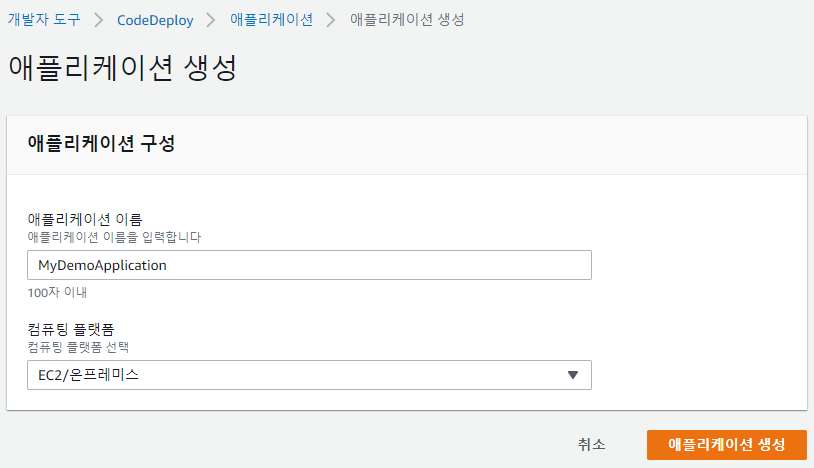 개발자 도구 > CodeDeploy > 애플리케이션 > 애플리케이션 생성
애플리케이션 생성
애플리케이션 구성
애플리케이션 이름
애플리케이션 이름을 입력합니다
MyDemoApplication
100자 이내
컴퓨팅 플랫폼
컴퓨팅 플랫폼 선택
EC2/온프레미스
취소 애플리케이션 생성